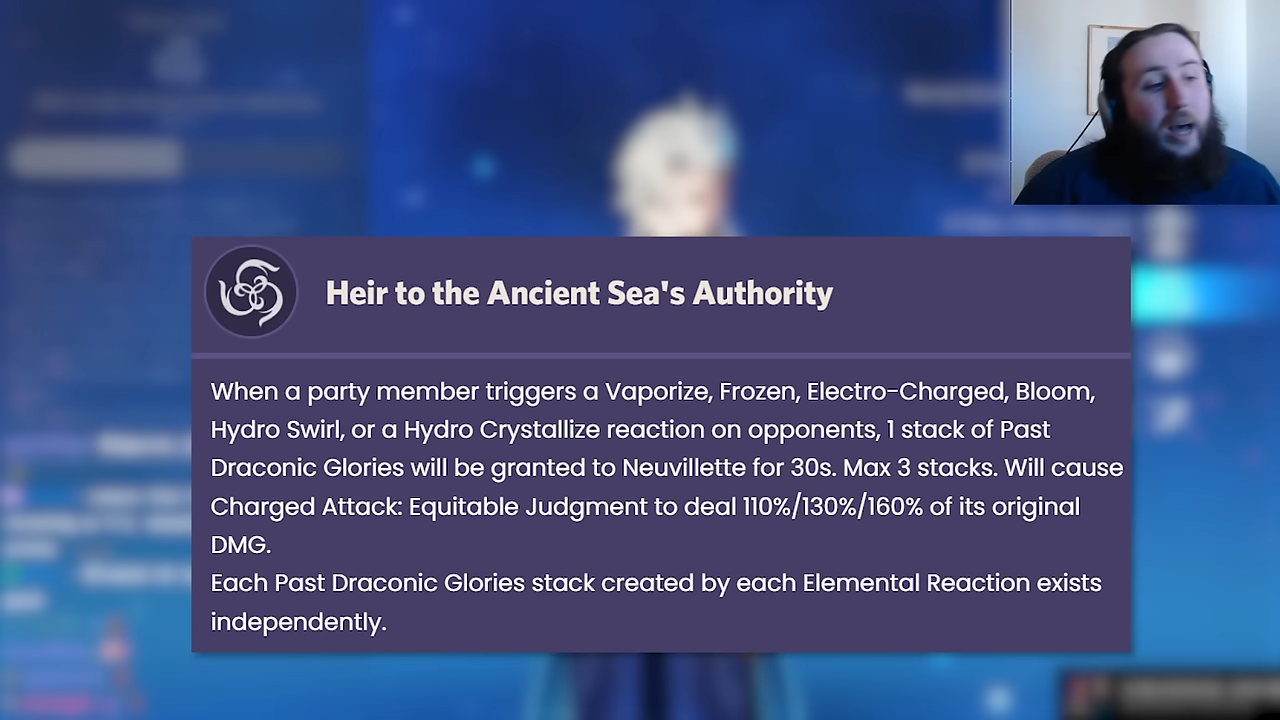 Heir to the Ancient Sea's Authority
When a party member triggers a Vaporize, Frozen, Electro-Charged, Bloom,
Hydro Swirl, or a Hydro Crystallize reaction on opponents, 1 stack of Past
Draconic Glories will be granted to Neuvillette for 30s. Max 3 stacks. Will cause
Charged Attack: Equitable Judgment to deal 110%/130%/160% of its original
DMG.
Each Past Draconic Glories stack created by each Elemental Reaction exists
independently.